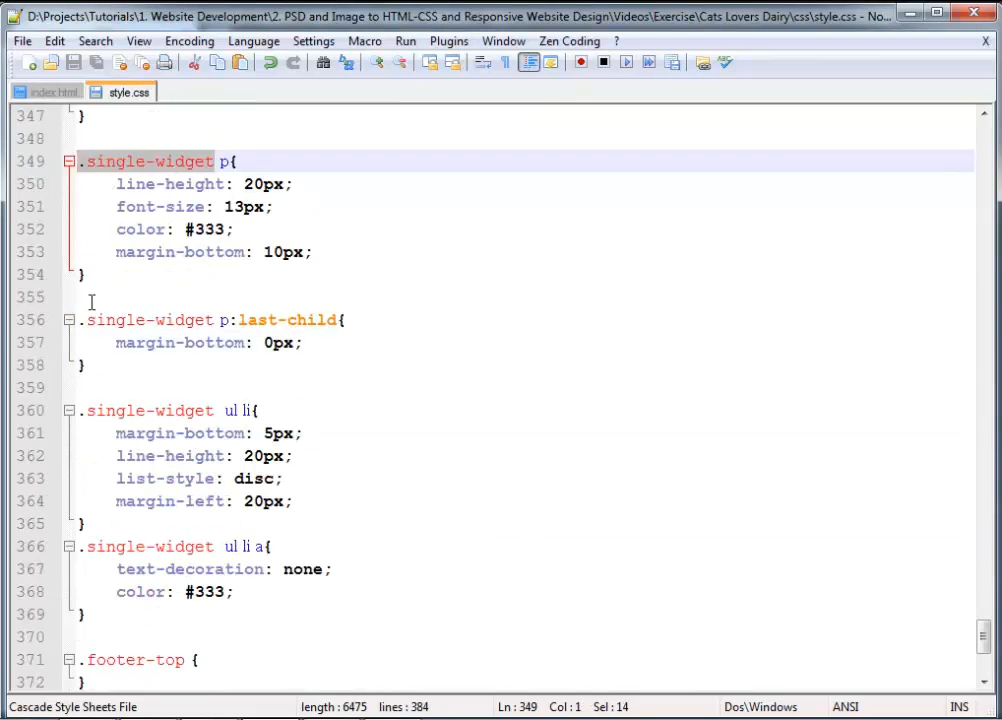 D:\Projects\Tutorials\1. Website Development\2. PSD and Image to HTML-CSS and Responsive Website Design\Videos\Exercise\Cats Lovers Dairy\css\style.css - No...
File Edit Search View Encoding Language Settings Macro Run Plugins Window Zen Coding ? X
index.html style.css
347 }
348
349 .single-widget p{
350 line-height: 20px;
351 font-size: 13px;
352 color: #333;
353 margin-bottom: 10px;
354 }
355
356 .single-widget p:last-child{
357 margin-bottom: 0px;
358 }
359
360 .single-widget ul li{
361 margin-bottom: 5px;
362 line-height: 20px;
363 list-style: disc;
364 margin-left: 20px;
365 }
366 .single-widget ul li a{
367 text-decoration: none;
368 color: #333;
369 }
370
371 .footer-top {
372 }
Cascade Style Sheets File length : 6475 lines : 384 Ln : 349 Col : 1 Sel : 14 Dos\Windows ANSI INS